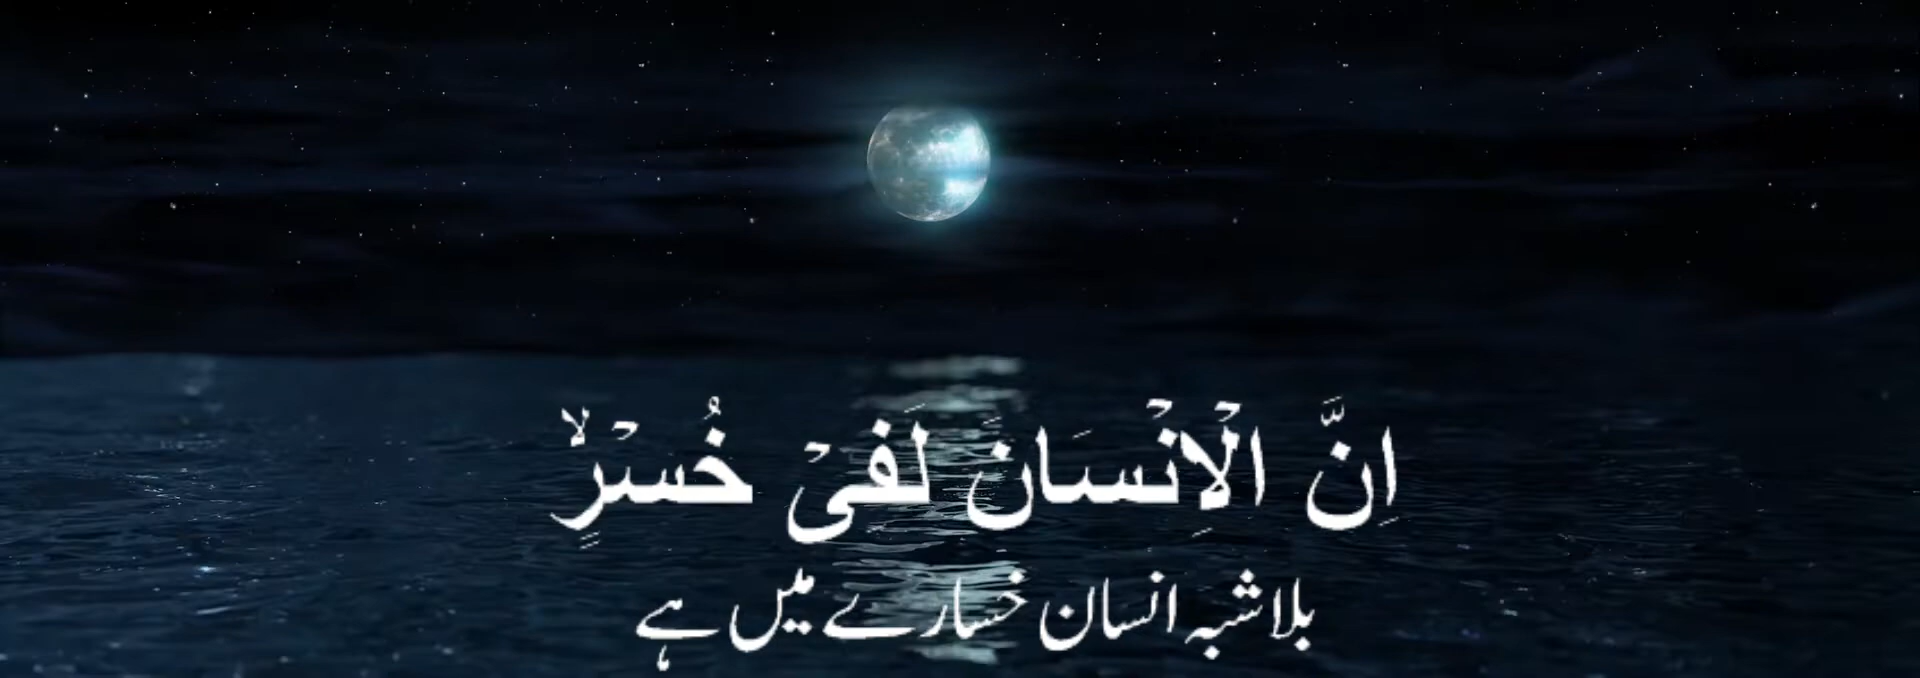 اِنَّ الۡاِنۡسَانَ لَفِىۡ خُسۡرٍۙ
بلاشبہ انسان خسارے میں ہے